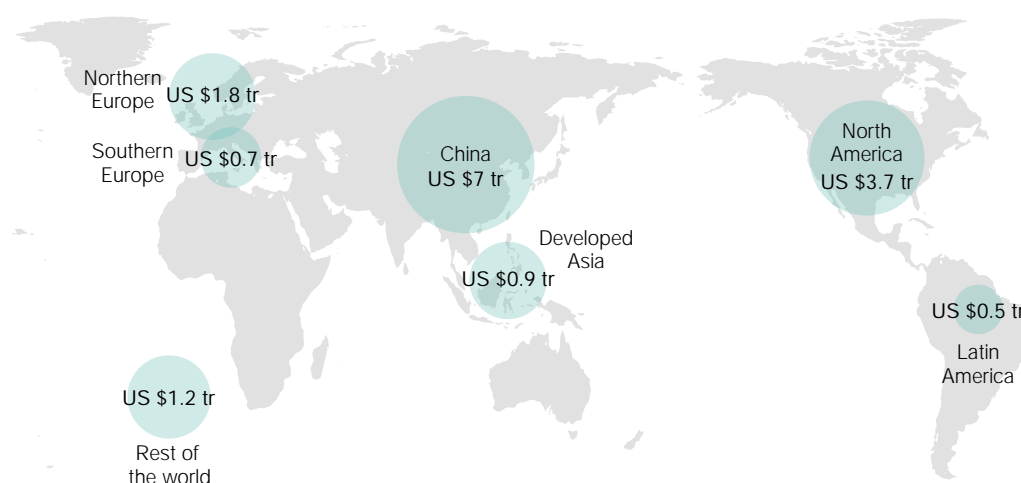 Northern
Europe
US $1.8 tr
Southern
Europe
US $0.7 tr
China
US $7 tr
North
America
US $3.7 tr
Developed
Asia
US $0.9 tr
US $0.5 tr
Latin
America
US $1.2 tr
Rest of
the world